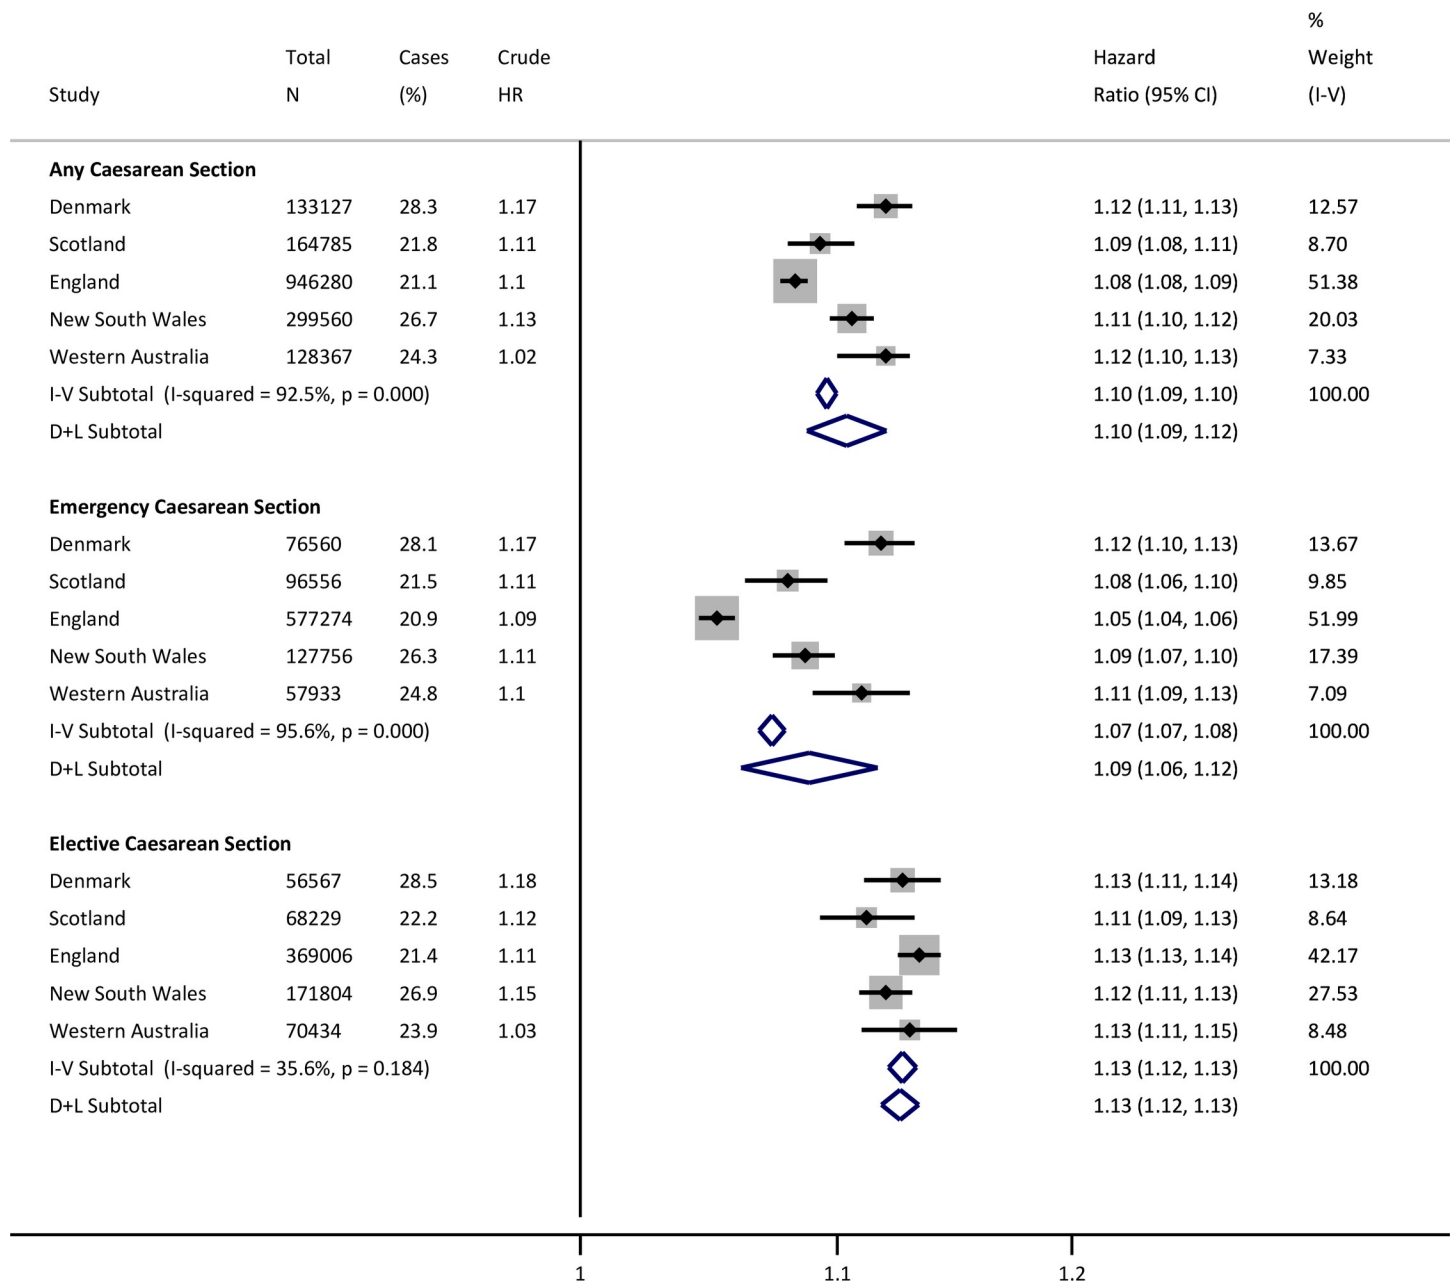 %
Total Cases Crude Hazard Weight
Study N (%) HR Ratio (95% CI) (I-V)
Any Caesarean Section
Denmark 133127 28.3 1.17 1.12 (1.11, 1.13) 12.57
Scotland 164785 21.8 1.11 1.09 (1.08, 1.11) 8.70
England 946280 21.1 1.1 1.08 (1.08, 1.09) 51.38
New South Wales 299560 26.7 1.13 1.11 (1.10, 1.12) 20.03
Western Australia 128367 24.3 1.02 1.12 (1.10, 1.13) 7.33
I-V Subtotal (I-squared = 92.5%, p = 0.000) 1.10 (1.09, 1.10) 100.00
D+L Subtotal 1.10 (1.09, 1.12)
Emergency Caesarean Section
Denmark 76560 28.1 1.17 1.12 (1.10, 1.13) 13.67
Scotland 96556 21.5 1.11 1.08 (1.06, 1.10) 9.85
England 577274 20.9 1.09 1.05 (1.04, 1.06) 51.99
New South Wales 127756 26.3 1.11 1.09 (1.07, 1.10) 17.39
Western Australia 57933 24.8 1.1 1.11 (1.09, 1.13) 7.09
I-V Subtotal (I-squared = 95.6%, p = 0.000) 1.07 (1.07, 1.08) 100.00
D+L Subtotal 1.09 (1.06, 1.12)
Elective Caesarean Section
Denmark 56567 28.5 1.18 1.13 (1.11, 1.14) 13.18
Scotland 68229 22.2 1.12 1.11 (1.09, 1.13) 8.64
England 369006 21.4 1.11 1.13 (1.13, 1.14) 42.17
New South Wales 171804 26.9 1.15 1.12 (1.11, 1.13) 27.53
Western Australia 70434 23.9 1.03 1.13 (1.11, 1.15) 8.48
I-V Subtotal (I-squared = 35.6%, p = 0.184) 1.13 (1.12, 1.13) 100.00
D+L Subtotal 1.13 (1.12, 1.13)
1 1.1 1.2